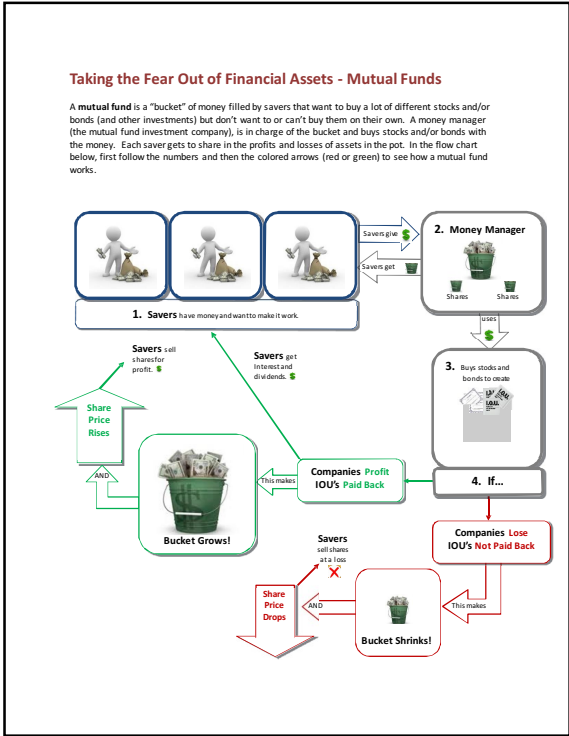 Taking the Fear Out of Financial Assets - Mutual Funds
A mutual fund is a “bucket” of money filled by savers that want to buy a lot of different stocks and/or
bonds (and other investments) but don’t want to or can’t buy them on their own. A money manager
(the mutual fund investment company), is in charge of the bucket and buys stocks and/or bonds with
the money. Each saver gets to share in the profits and losses of assets in the pot. In the flow chart
below, first follow the numbers and then the colored arrows (red or green) to see how a mutual fund
works.
Savers give $
Savers get
2. Money Manager
Shares
Shares
1. Savers have money and want to make it work.
uses
$
3. Buys stocks and
bonds to create
I.O.U.
I.O.U.
4. If...
Savers sell
shares for
profit. $
Savers get
Interest and
dividends. $
Share
Price
Rises
AND
Bucket Grows!
This makes
Companies Profit
IOU’s Paid Back
Companies Lose
IOU’s Not Paid Back
Savers
sell shares
at a loss
Share
Price
Drops
AND
Bucket Shrinks!
This makes